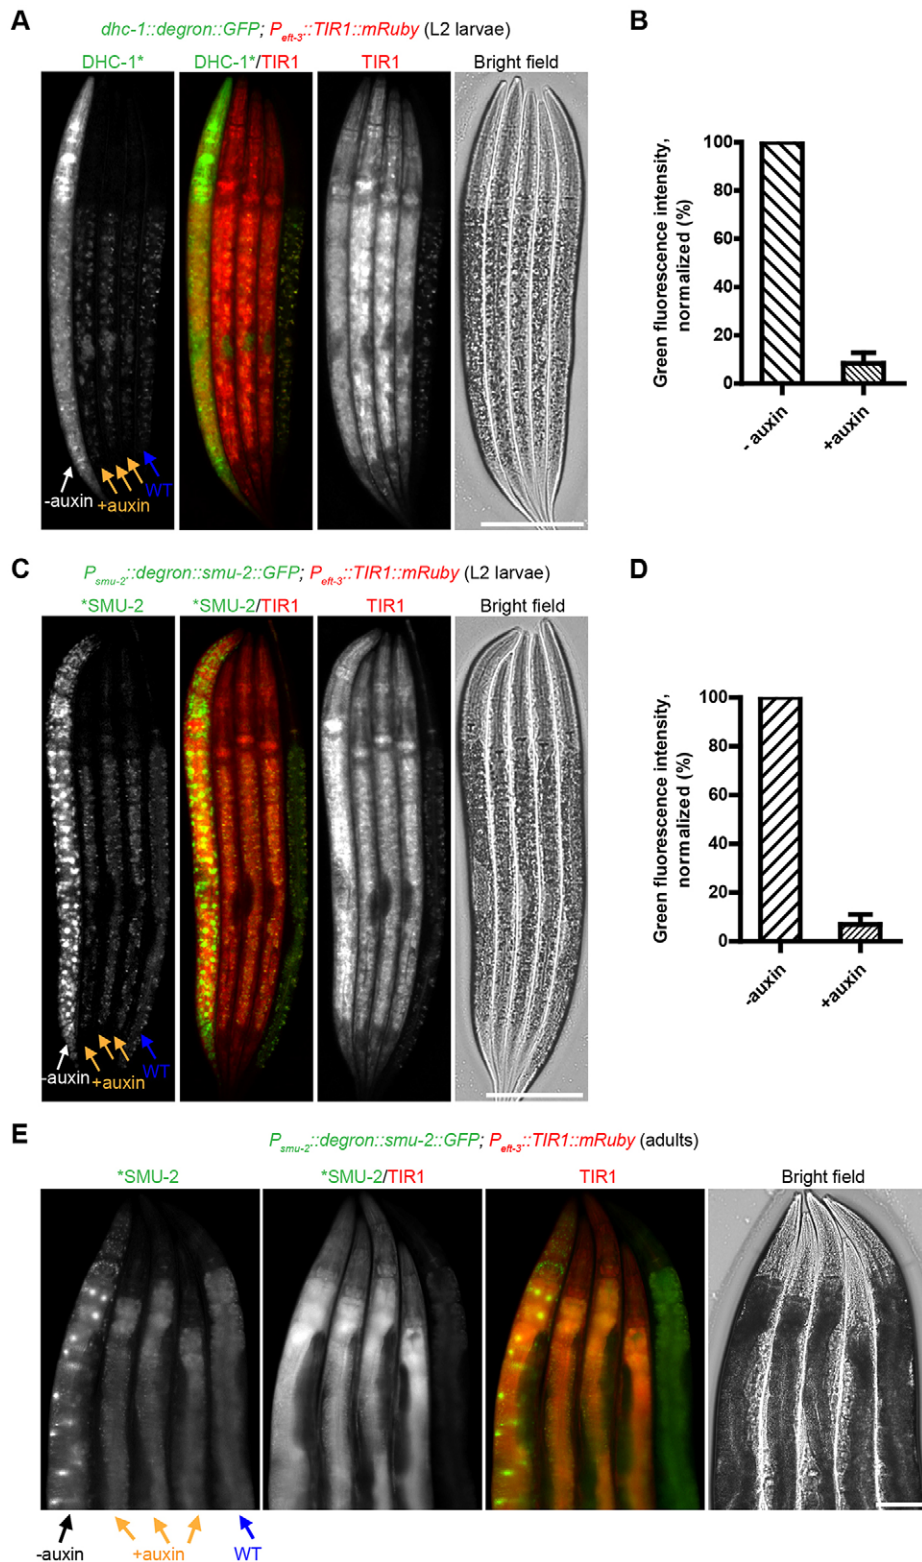 A
dhc-1::degron::GFP; Peft-3::TIR1::mRuby (L2 larvae)
DHC-1* DHC-1*/TIR1 TIR1 Bright field
-auxin +auxin WT
B
Green fluorescence intensity,
normalized (%)
100
80
60
40
20
0
- auxin +auxin
C
Psmu-2::degron::smu-2::GFP; Peft-3::TIR1::mRuby (L2 larvae)
*SMU-2 *SMU-2/TIR1 TIR1 Bright field
-auxin +auxin WT
D
Green fluorescence intensity,
normalized (%)
100
80
60
40
20
0
-auxin +auxin
E
Psmu-2::degron::smu-2::GFP; Peft-3::TIR1::mRuby (adults)
*SMU-2 *SMU-2/TIR1 TIR1 Bright field
-auxin +auxin WT